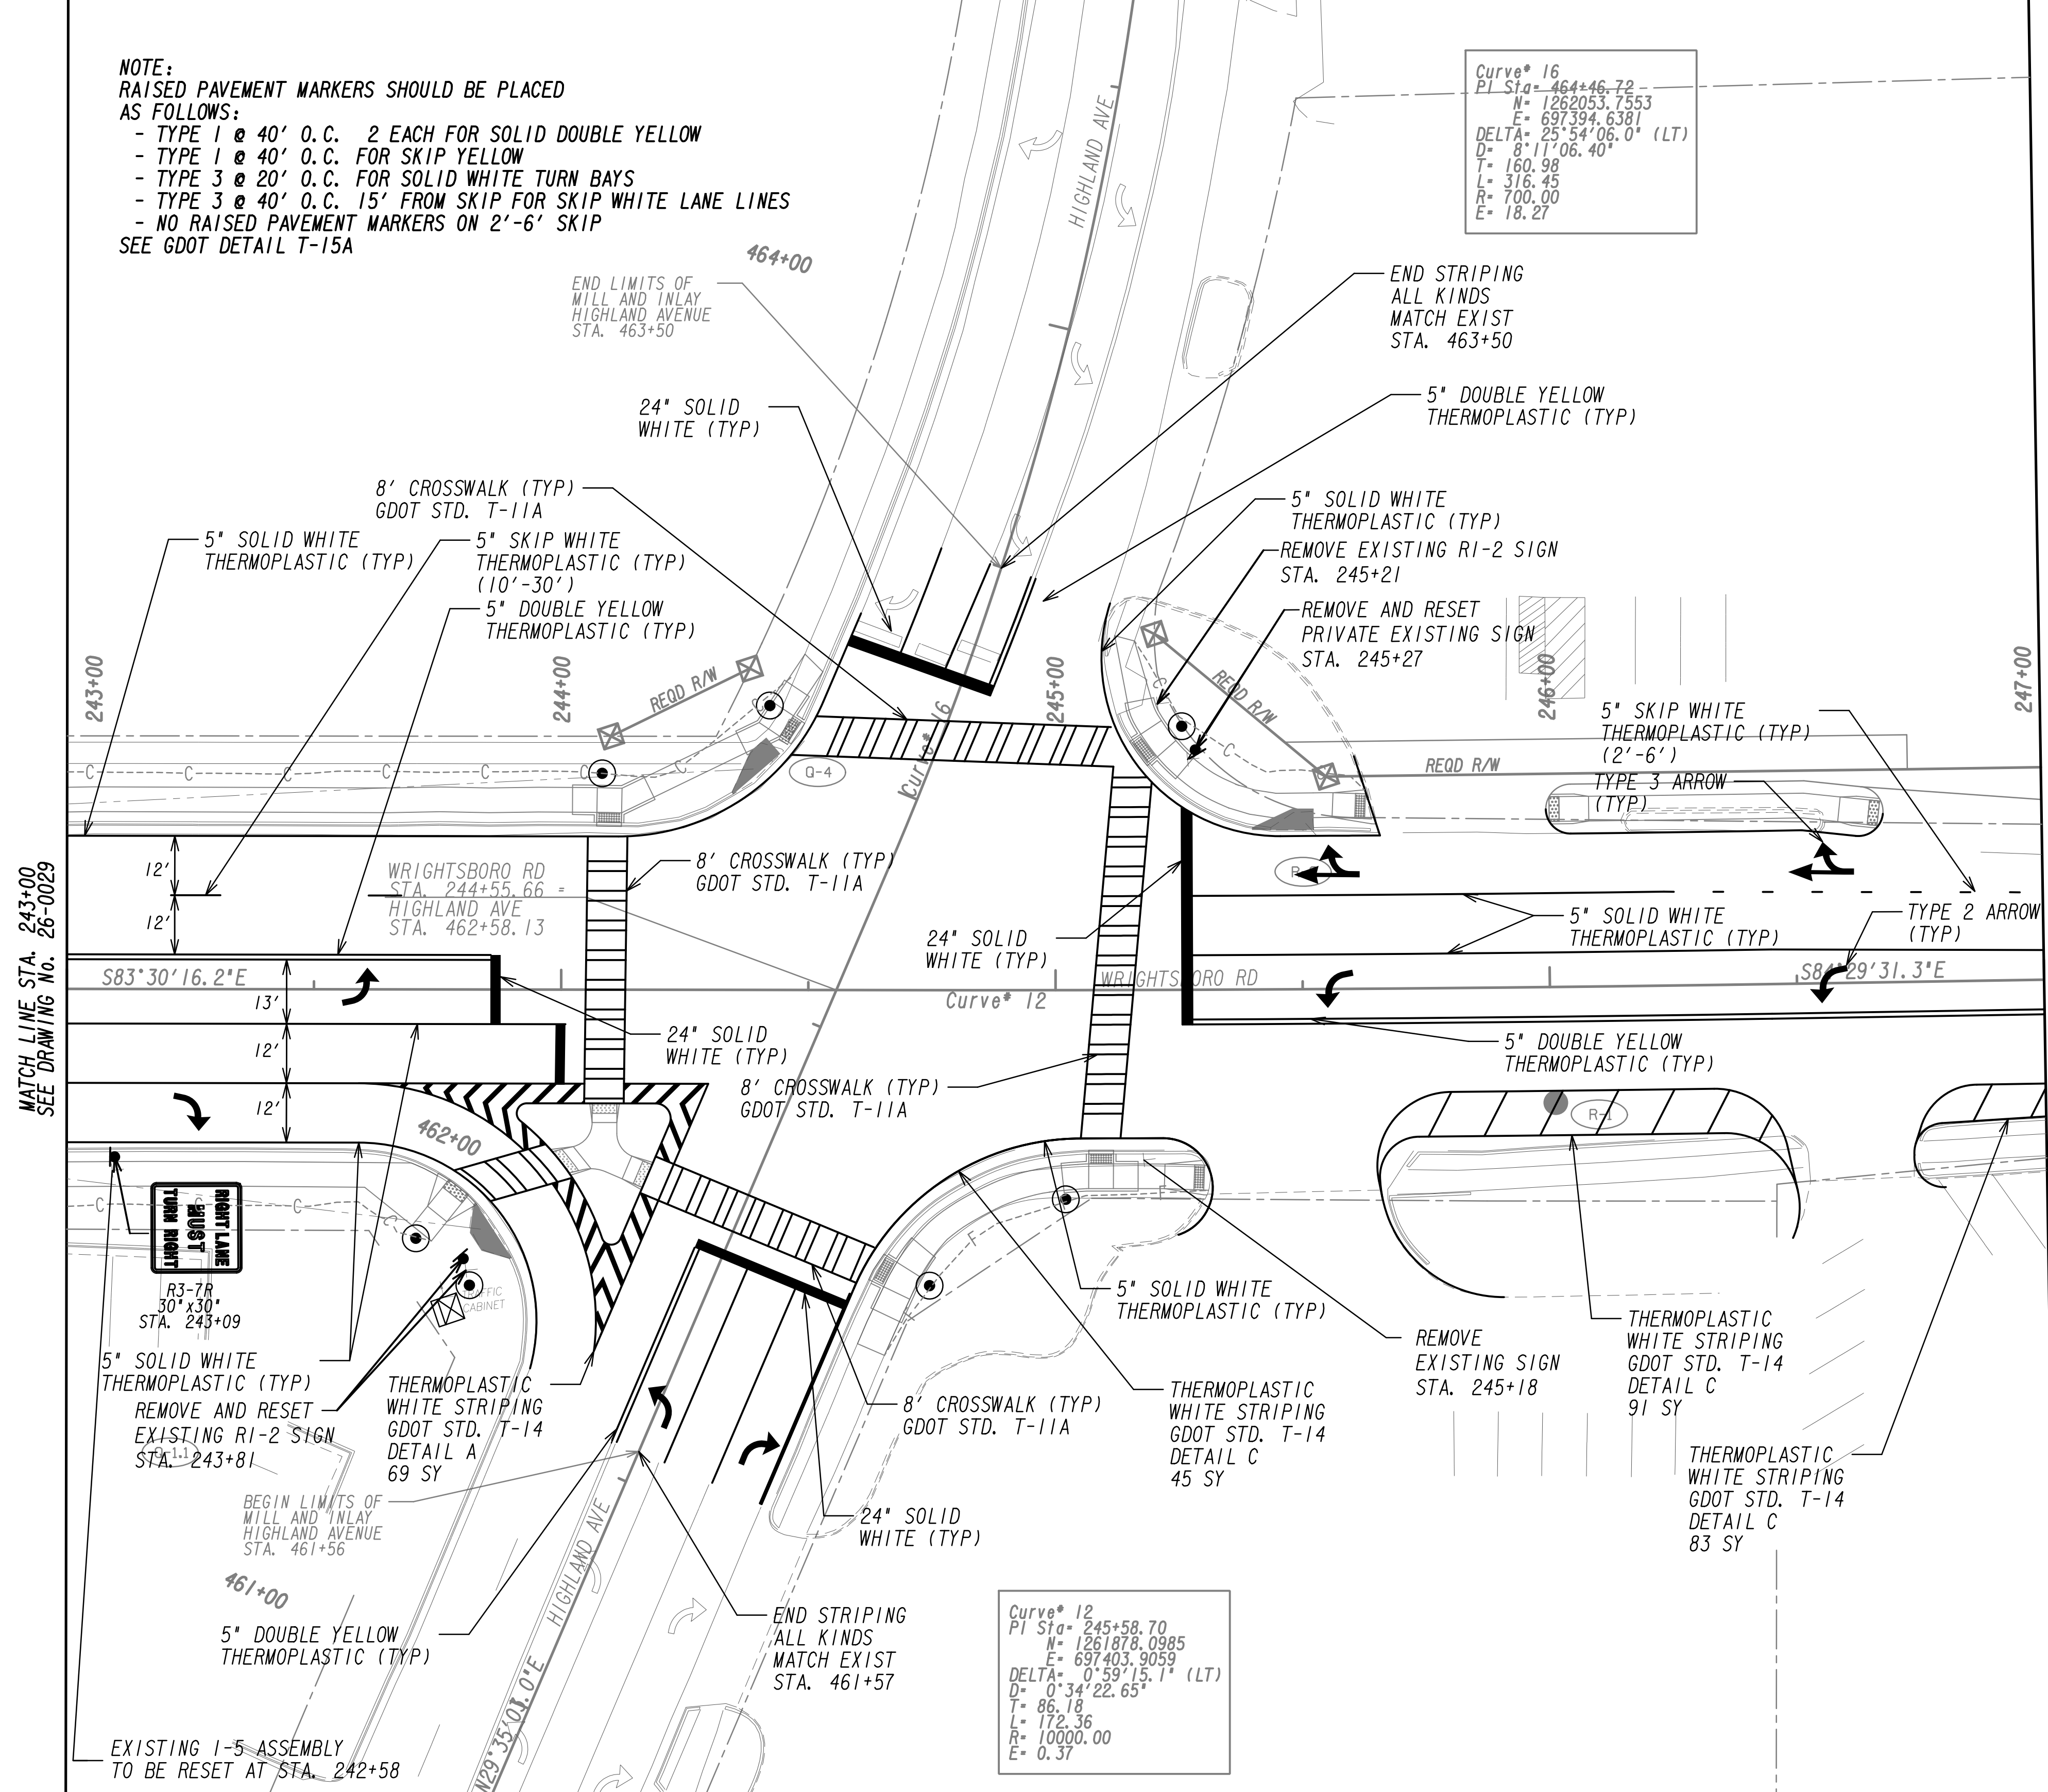 NOTE:
RAISED PAVEMENT MARKERS SHOULD BE PLACED
AS FOLLOWS:
- TYPE 1 @ 40' O.C.  2 EACH FOR SOLID DOUBLE YELLOW
- TYPE 1 @ 40' O.C. FOR SKIP YELLOW
- TYPE 3 @ 20' O.C. FOR SOLID WHITE TURN BAYS
- TYPE 3 @ 40' O.C. 15' FROM SKIP FOR SKIP WHITE LANE LINES
- NO RAISED PAVEMENT MARKERS ON 2'-6' SKIP
SEE GDOT DETAIL T-15A
Curve# 16
PI Sta= 464+46.72
N= 1262053.7553
E= 697394.6381
DELTA= 25°54'06.0" (LT)
D= 8°11'06.40"
T= 160.98
L= 316.45
R= 700.00
E= 18.27
HIGHLAND AVE
464+00
END LIMITS OF
MILL AND INLAY
HIGHLAND AVENUE
STA. 463+50
END STRIPING
ALL KINDS
MATCH EXIST
STA. 463+50
24" SOLID
WHITE (TYP)
5" DOUBLE YELLOW
THERMOPLASTIC (TYP)
8' CROSSWALK (TYP)
GDOT STD. T-11A
5" SOLID WHITE
THERMOPLASTIC (TYP)
5" SKIP WHITE
THERMOPLASTIC (TYP)
(10'-30')
5" DOUBLE YELLOW
THERMOPLASTIC (TYP)
5" SOLID WHITE
THERMOPLASTIC (TYP)
REMOVE EXISTING R1-2 SIGN
STA. 245+21
REMOVE AND RESET
PRIVATE EXISTING SIGN
STA. 245+27
243+00
244+00
245+00
246+00
247+00
REQD R/W
REQD R/W
REQD R/W
5" SKIP WHITE
THERMOPLASTIC (TYP)
(2'-6')
TYPE 3 ARROW
(TYP)
Curve# 16
Q-4
C
C
C
C
C
C
C
C
C
C
12'
12'
13'
12'
12'
WRIGHTSBORO RD
STA. 244+55.66 =
HIGHLAND AVE
STA. 462+58.13
8' CROSSWALK (TYP)
GDOT STD. T-11A
24" SOLID
WHITE (TYP)
5" SOLID WHITE
THERMOPLASTIC (TYP)
TYPE 2 ARROW
(TYP)
MATCH LINE STA. 243+00
SEE DRAWING No. 26-0029
S83°30'16.2"E
Curve# 12
WRIGHTSBORO RD
S84°29'31.3"E
24" SOLID
WHITE (TYP)
5" DOUBLE YELLOW
THERMOPLASTIC (TYP)
8' CROSSWALK (TYP)
GDOT STD. T-11A
462+00
R-1
RIGHT LANE
MUST
TURN RIGHT
C
C
C
C
F
R3-7R
30"x30"
STA. 243+09
TRAFFIC
CABINET
5" SOLID WHITE
THERMOPLASTIC (TYP)
REMOVE AND RESET
EXISTING R1-2 SIGN
STA. 243+81
Q-1.1
THERMOPLASTIC
WHITE STRIPING
GDOT STD. T-14
DETAIL A
69 SY
8' CROSSWALK (TYP)
GDOT STD. T-11A
5" SOLID WHITE
THERMOPLASTIC (TYP)
THERMOPLASTIC
WHITE STRIPING
GDOT STD. T-14
DETAIL C
45 SY
REMOVE
EXISTING SIGN
STA. 245+18
THERMOPLASTIC
WHITE STRIPING
GDOT STD. T-14
DETAIL C
91 SY
THERMOPLASTIC
WHITE STRIPING
GDOT STD. T-14
DETAIL C
83 SY
BEGIN LIMITS OF
MILL AND INLAY
HIGHLAND AVENUE
STA. 461+56
24" SOLID
WHITE (TYP)
461+00
HIGHLAND AVE
N29°35'03.0"E
5" DOUBLE YELLOW
THERMOPLASTIC (TYP)
END STRIPING
ALL KINDS
MATCH EXIST
STA. 461+57
Curve# 12
PI Sta= 245+58.70
N= 1261878.0985
E= 697403.9059
DELTA= 0°59'15.1" (LT)
D= 0°34'22.65"
T= 86.18
L= 172.36
R= 10000.00
E= 0.37
EXISTING 1-5 ASSEMBLY
TO BE RESET AT STA. 242+58